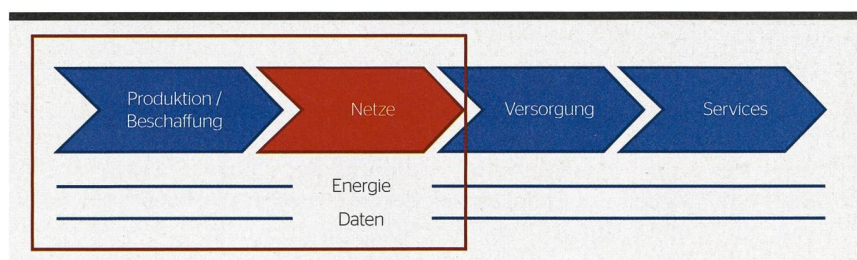 Produktion /
Beschaffung
Netze
Versorgung
Services
Energie
Daten